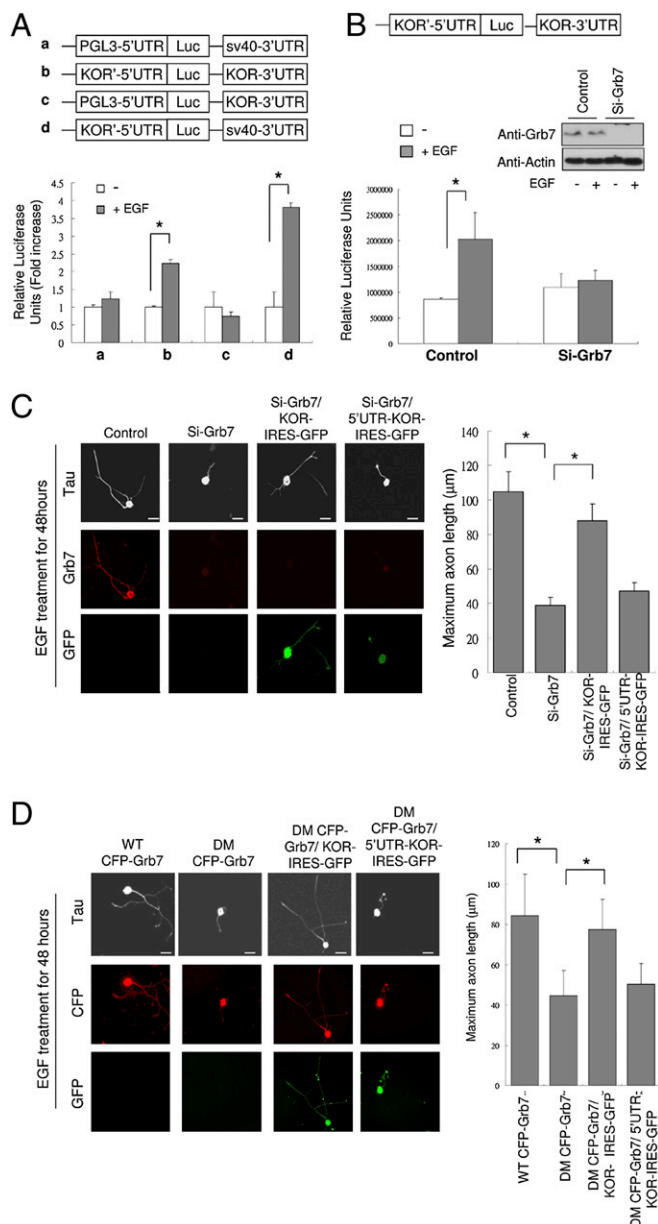 A
a PGL3-5'UTR Luc sv40-3'UTR
b KOR'-5'UTR Luc KOR-3'UTR
c PGL3-5'UTR Luc KOR-3'UTR
d KOR'-5'UTR Luc sv40-3'UTR
-
+ EGF
Relative Luciferase
Units (Fold increase)
4.5
4
3.5
3
2.5
2
1.5
1
0.5
0
*
*
a b c d
B
KOR'-5'UTR Luc KOR-3'UTR
-
+ EGF
Control
Si-Grb7
Anti-Grb7
Anti-Actin
EGF - + - +
Relative Luciferase Units
3000000
2500000
2000000
1500000
1000000
500000
0
*
Control Si-Grb7
C
EGF treatment for 48hours
Control
Si-Grb7
Si-Grb7/
KOR-
IRES-GFP
Si-Grb7/
5'UTR-KOR-
IRES-GFP
Tau
Grb7
GFP
Maximum axon length (µm)
140
120
100
80
60
40
20
0
*
*
Control
Si-Grb7
Si-Grb7/ KOR-
IRES-GFP
Si-Grb7/ 5'UTR-
KOR-IRES-GFP
D
EGF treatment for 48 hours
WT
CFP-Grb7
DM
CFP-Grb7
DM CFP-
Grb7/ KOR-
IRES-GFP
DM
CFP-Grb7/
5'UTR-KOR-
IRES-GFP
Tau
CFP
GFP
Maximum axon length (µm)
120
100
80
60
40
20
0
*
*
WT CFP-Grb7
DM CFP-Grb7
DM CFP-Grb7/
KOR- IRES-GFP
DM CFP-Grb7/ 5'UTR-
KOR-IRES-GFP